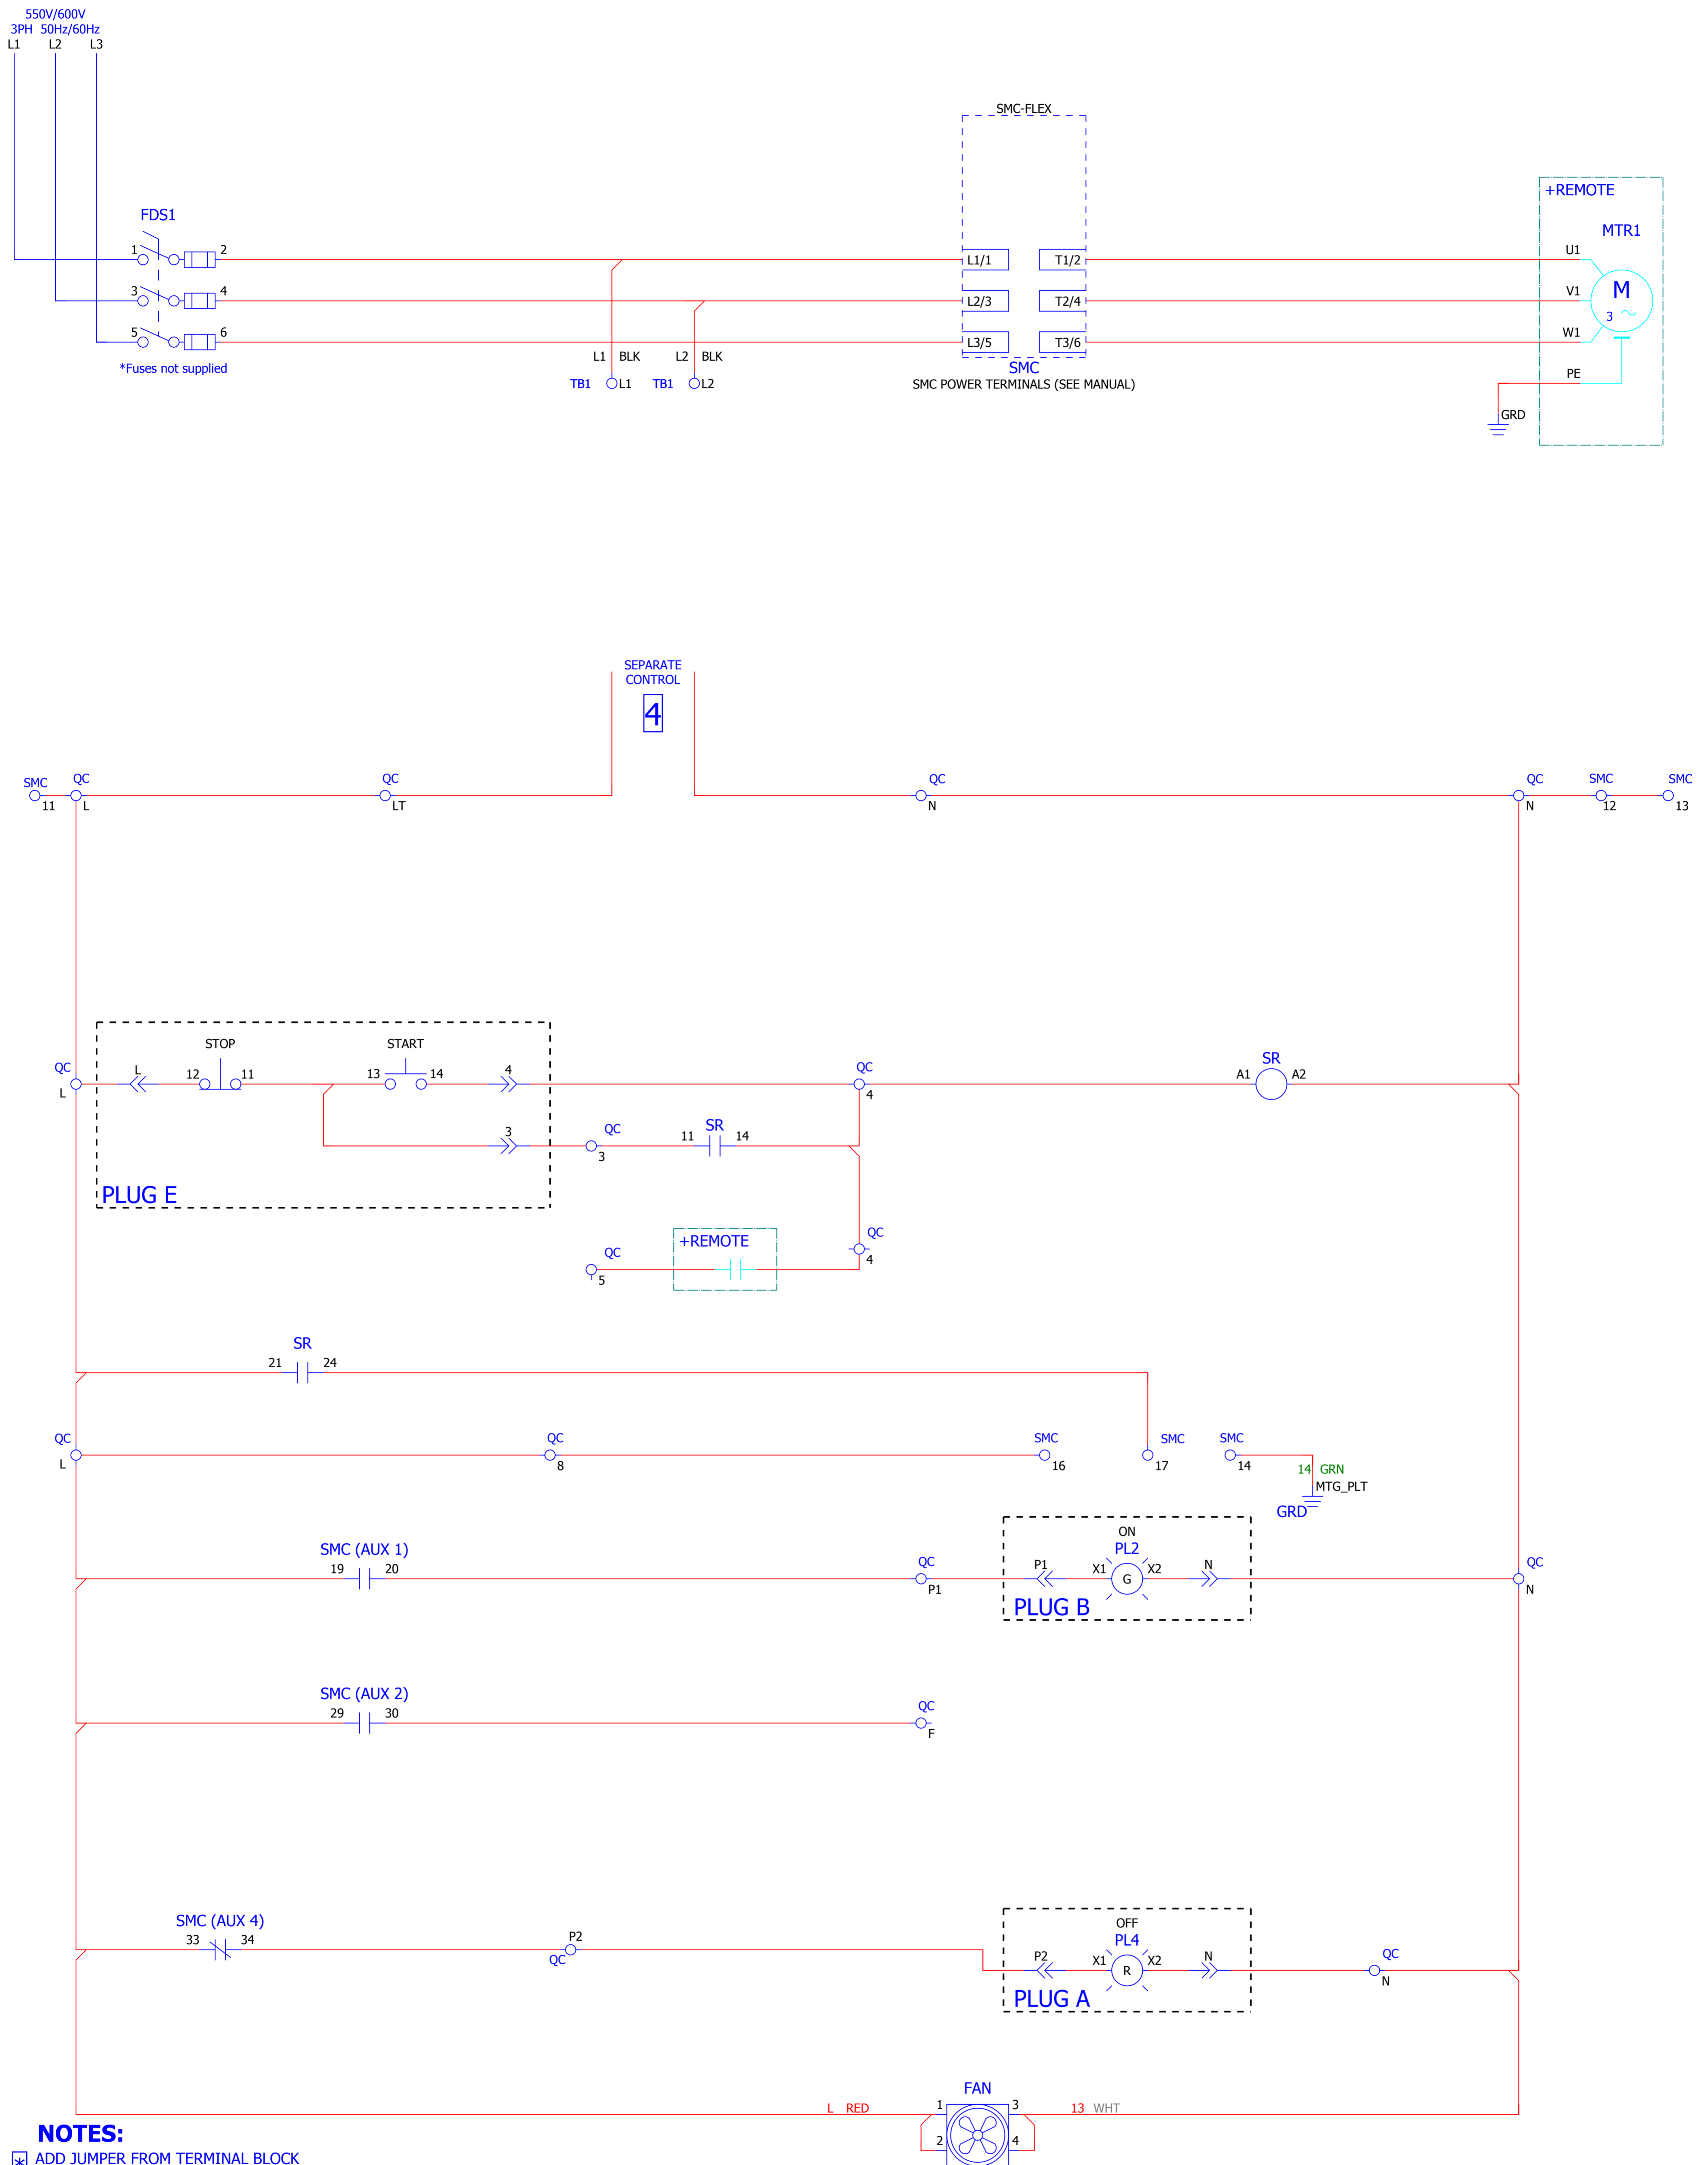 550V/600V
3PH 50Hz/60Hz
L1 L2 L3
SMC-FLEX
+REMOTE
FDS1
MTR1
1 2 L1/1 T1/2 U1
3 4 L2/3 T2/4 V1 M
3
5 6 L3/5 T3/6 W1
*Fuses not supplied
L1 BLK L2 BLK
SMC
TB1 L1 TB1 L2
SMC POWER TERMINALS (SEE MANUAL)
PE
GRD
SEPARATE
CONTROL
4
SMC QC QC QC QC SMC SMC
11 L LT N N 12 13
STOP START
QC L 12 11 13 14 4 QC SR
L 4 A1 A2
3 QC 11 SR 14
3
PLUG E
+REMOTE
QC QC
5 4
SR
21 24
QC QC SMC SMC SMC
L 8 16 17 14
14 GRN
MTG_PLT
GRD
ON
SMC (AUX 1) PL2
19 20 QC P1 X1 G X2 N QC
P1 N
PLUG B
SMC (AUX 2)
29 30 QC
F
SMC (AUX 4) OFF
33 34 P2 PL4
QC P2 X1 R X2 N QC
N
PLUG A
FAN
L RED 1 3 13 WHT
2 4
NOTES:
* ADD JUMPER FROM TERMINAL BLOCK